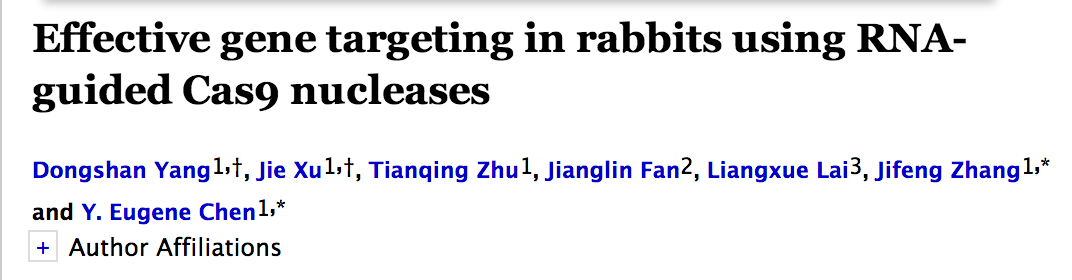 Effective gene targeting in rabbits using RNA-
guided Cas9 nucleases
Dongshan Yang1,†, Jie Xu1,†, Tianqing Zhu1, Jianglin Fan2, Liangxue Lai3, Jifeng Zhang1,*
and Y. Eugene Chen1,*
+ Author Affiliations